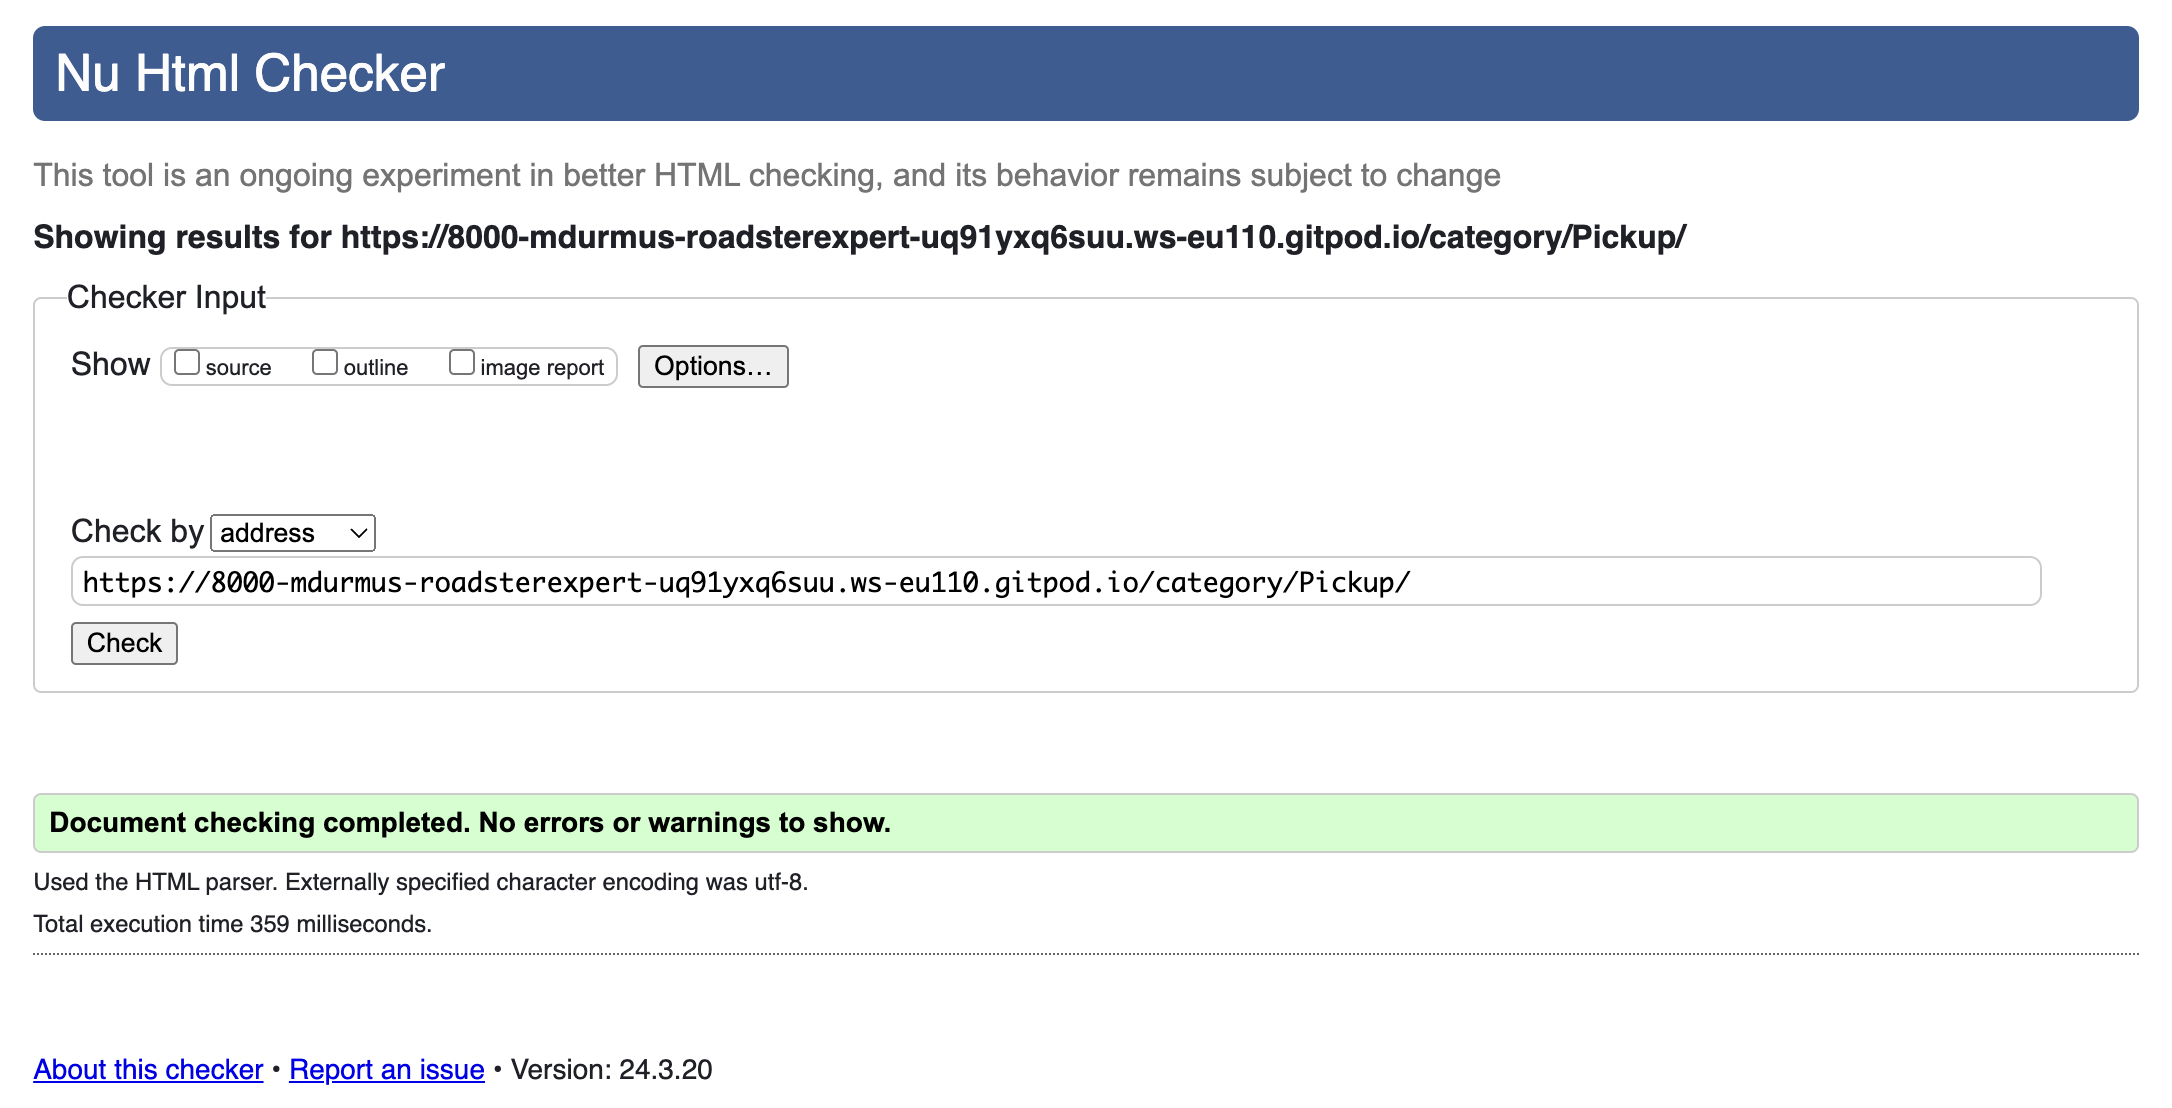 Nu Html Checker
This tool is an ongoing experiment in better HTML checking, and its behavior remains subject to change
Showing results for https://8000-mdurmus-roadsterexpert-uq91yxq6suu.ws-eu110.gitpod.io/category/Pickup/
Checker Input
Show source outline image report Options...
Check by address
https://8000-mdurmus-roadsterexpert-uq91yxq6suu.ws-eu110.gitpod.io/category/Pickup/
Check
Document checking completed. No errors or warnings to show.
Used the HTML parser. Externally specified character encoding was utf-8.
Total execution time 359 milliseconds.
About this checker • Report an issue • Version: 24.3.20